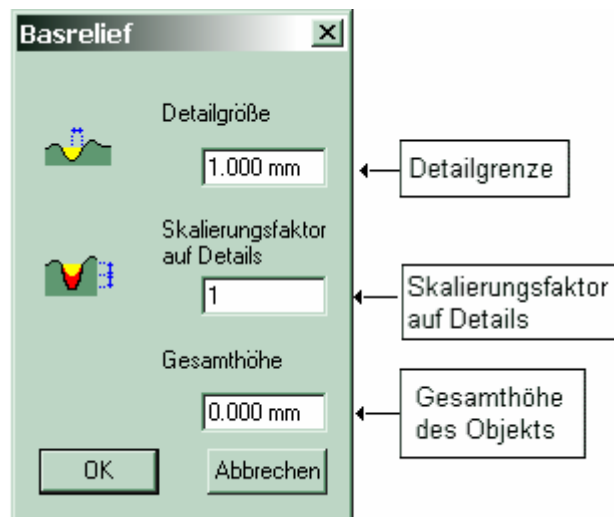 Basrelief
Detailgröße
1.000 mm
Detailgrenze
Skalierungsfaktor
auf Details
1
Skalierungsfaktor
auf Details
Gesamthöhe
0.000 mm
Gesamthöhe
des Objekts
OK
Abbrechen